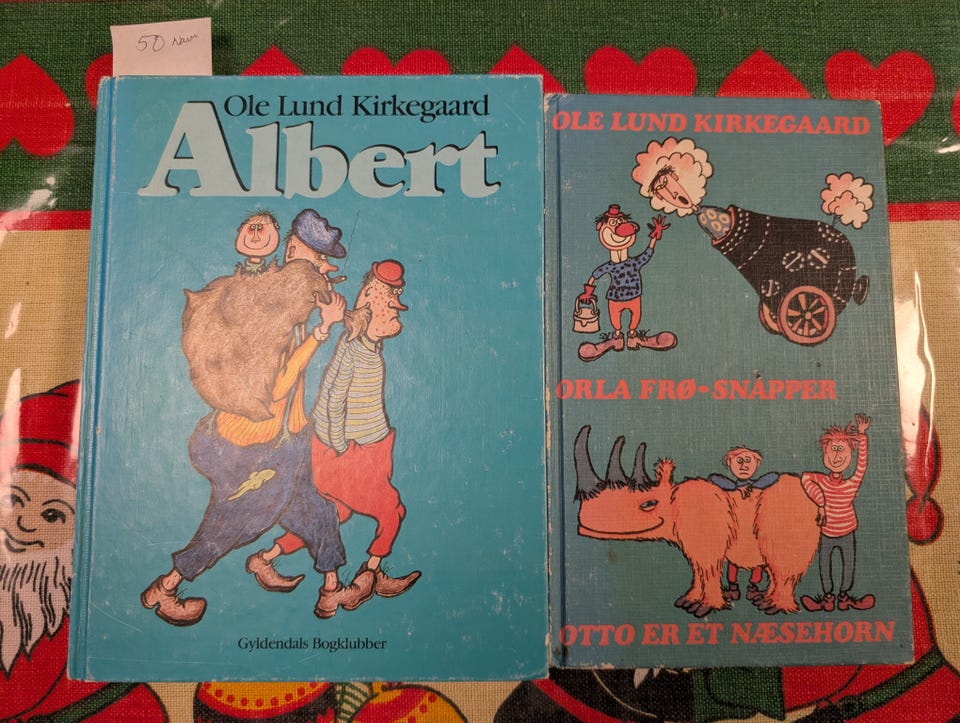 50
Ole Lund Kirkegaard
Albert
Gyldendals Bogklubber
OLE LUND KIRKEGAARD
ORLA FRØ-SNAPPER
OTTO ER ET NÆSEHORN